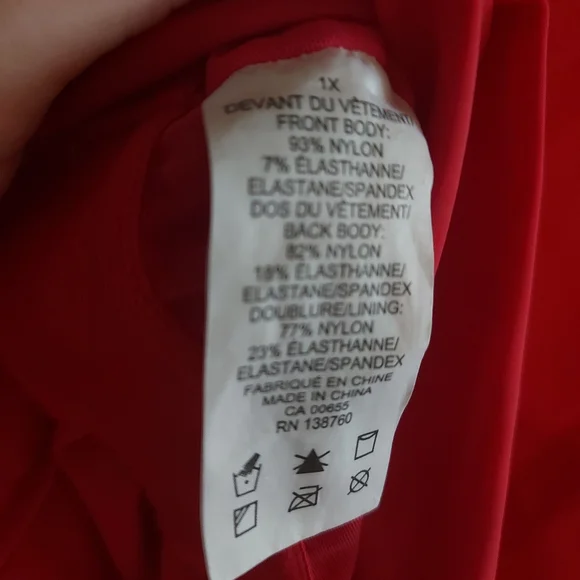 1X
DEVANT DU VÊTEMENT/
FRONT BODY:
93% NYLON
7% ÉLASTHANNE/
ELASTANE/SPANDEX
DOS DU VÊTEMENT/
BACK BODY:
82% NYLON
18% ÉLASTHANNE/
ELASTANE/SPANDEX
DOUBLURE/LINING:
77% NYLON
23% ÉLASTHANNE/
ELASTANE/SPANDEX
FABRIQUÉ EN CHINE
MADE IN CHINA
CA 00655
RN 138760